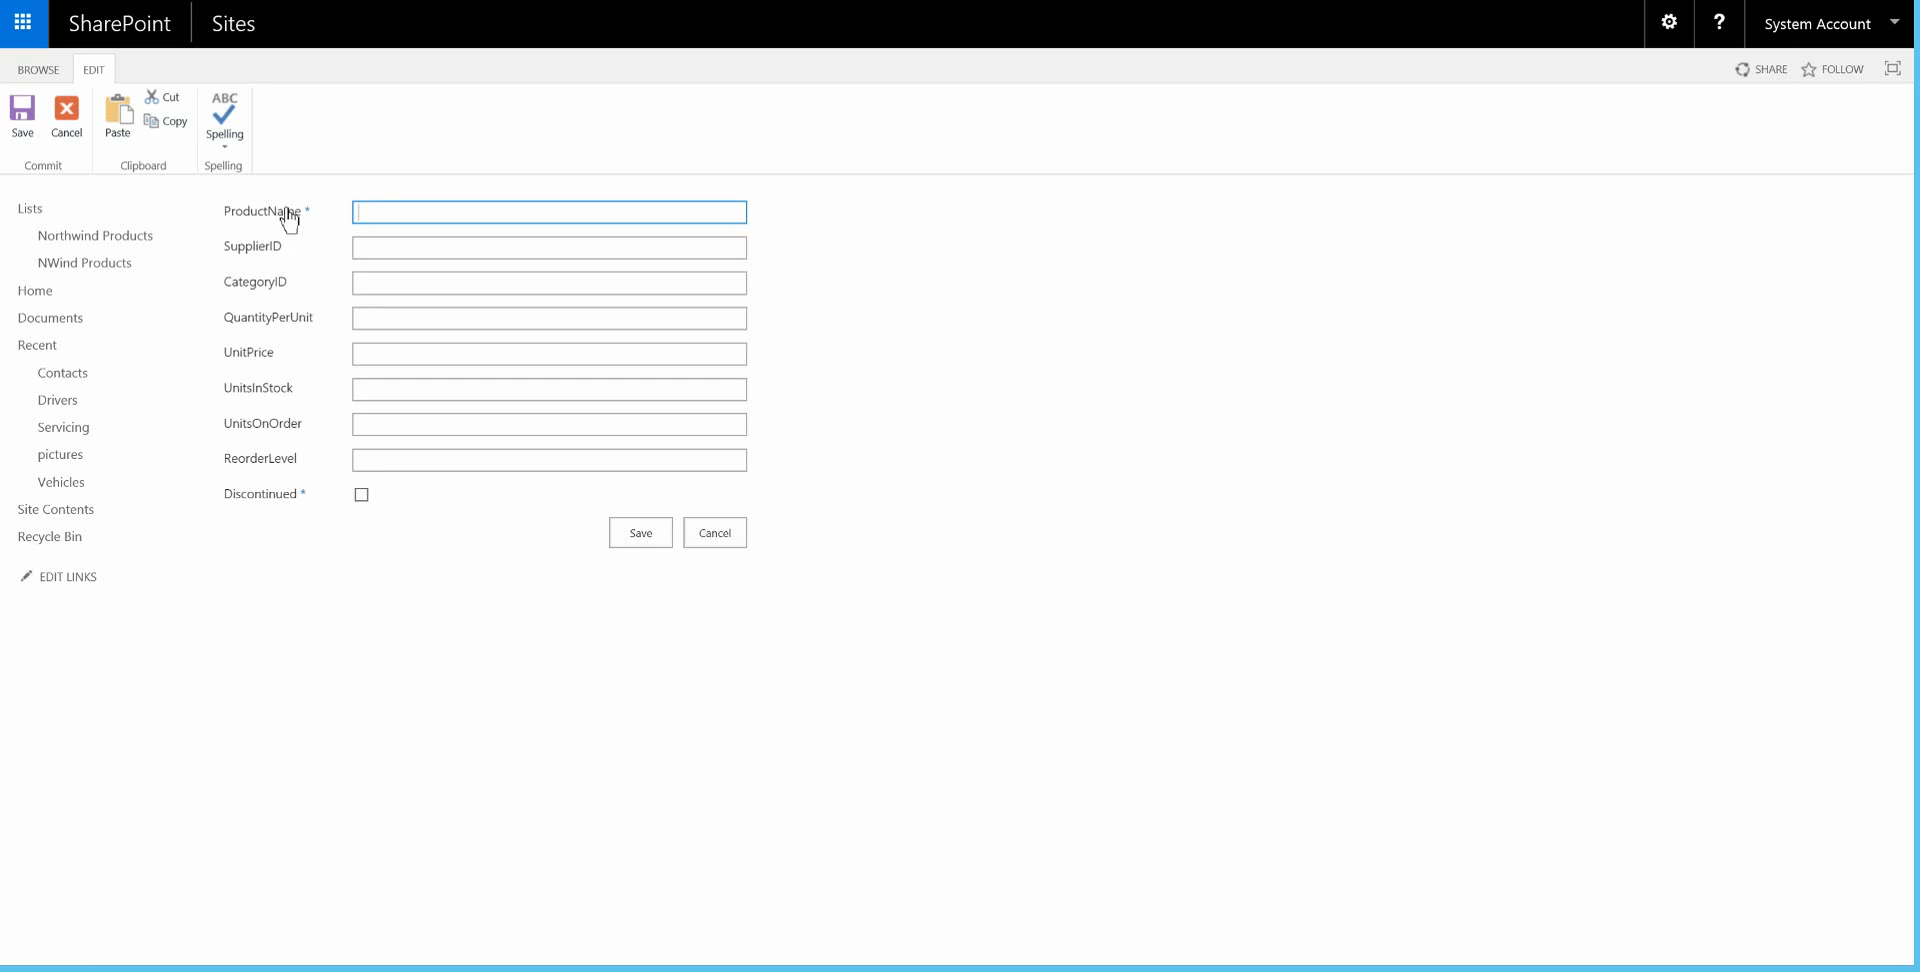 SharePoint Sites ? System Account
BROWSE EDIT SHARE FOLLOW
Save Cancel Paste Cut Copy ABC Spelling
Commit Clipboard Spelling
Lists
Northwind Products
NWind Products
Home
Documents
Recent
Contacts
Drivers
Servicing
pictures
Vehicles
Site Contents
Recycle Bin
EDIT LINKS
ProductName *
SupplierID
CategoryID
QuantityPerUnit
UnitPrice
UnitsInStock
UnitsOnOrder
ReorderLevel
Discontinued *
Save Cancel